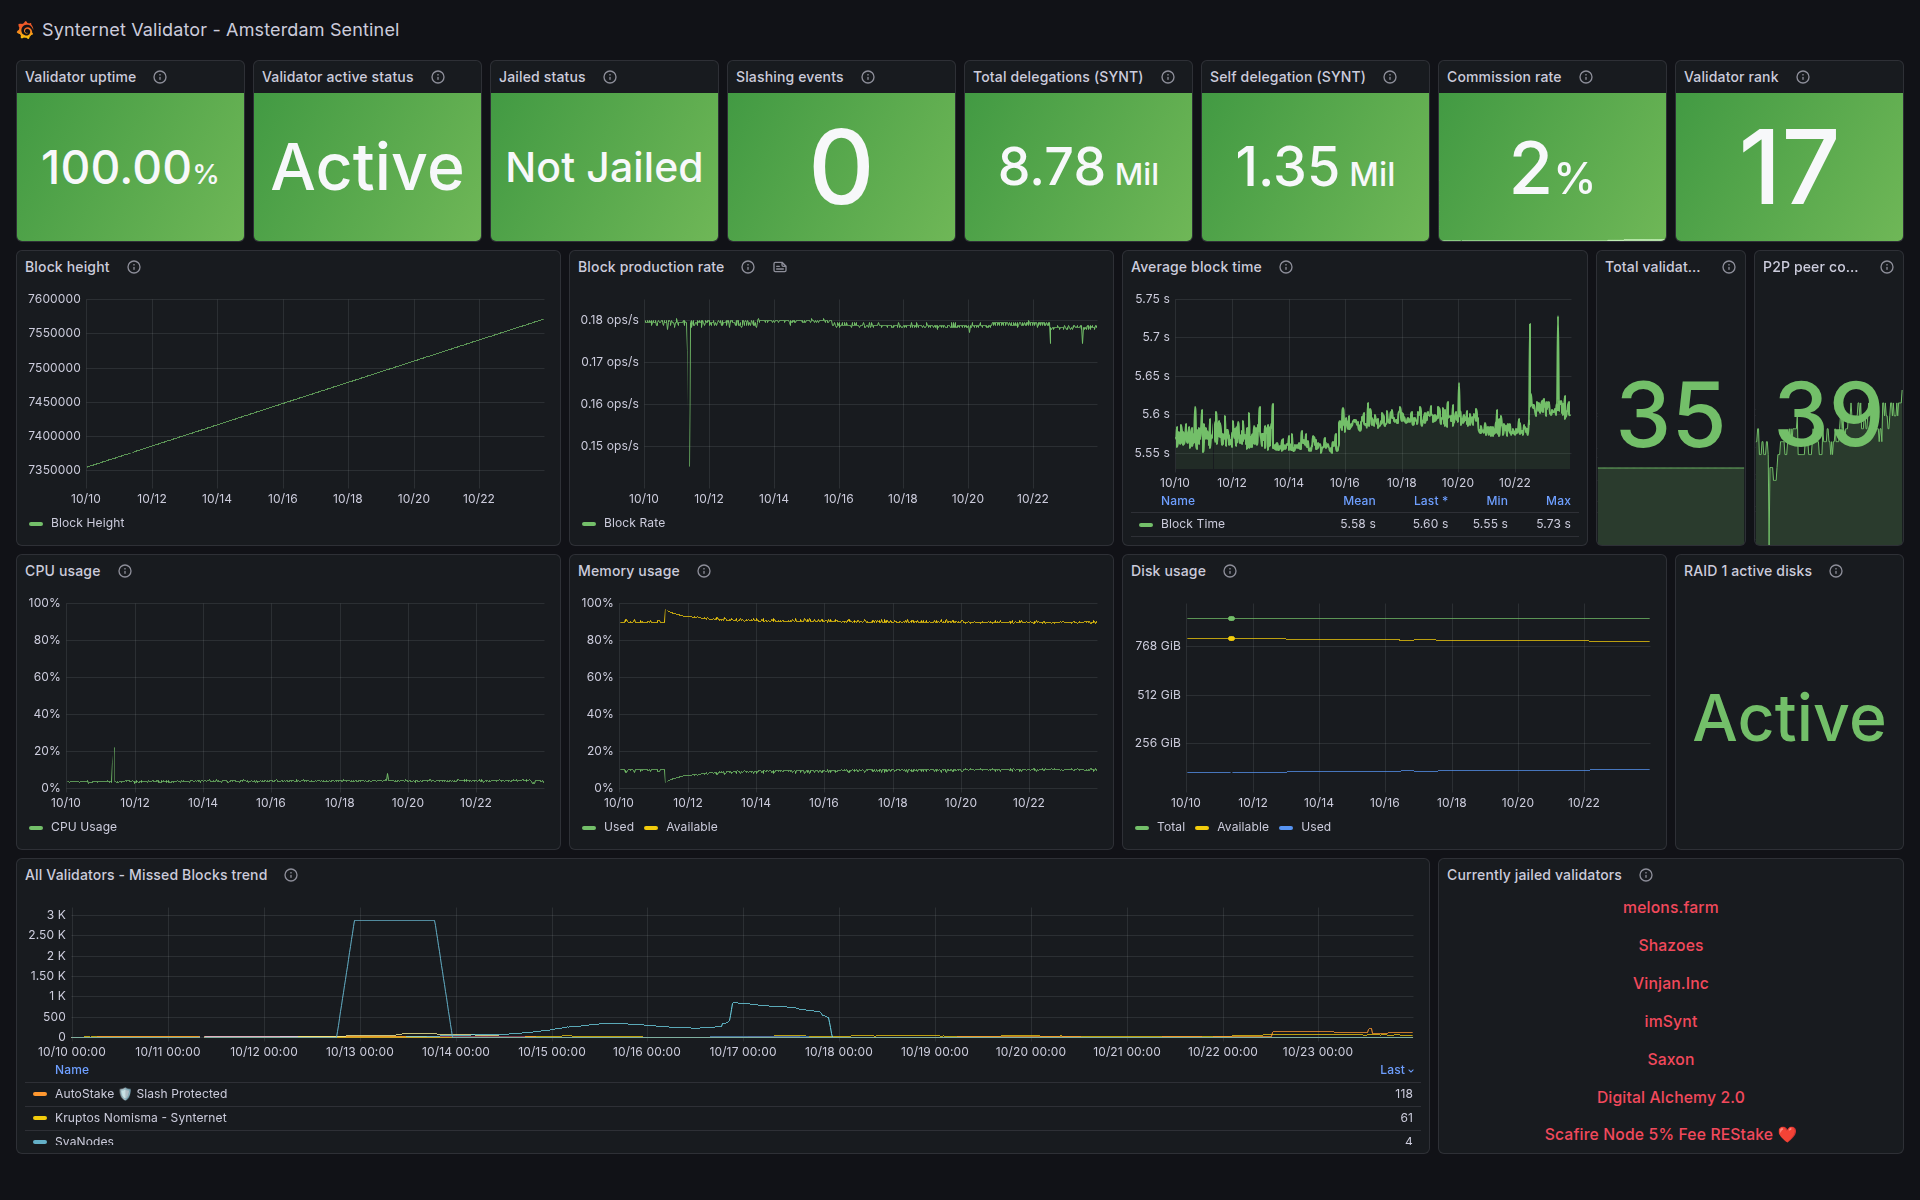 Synternet Validator - Amsterdam Sentinel
Validator uptime
100.00%
Validator active status
Active
Jailed status
Not Jailed
Slashing events
0
Total delegations (SYNT)
8.78 Mil
Self delegation (SYNT)
1.35 Mil
Commission rate
2%
Validator rank
17
Block height
7600000
7550000
7500000
7450000
7400000
7350000
10/10 10/12 10/14 10/16 10/18 10/20 10/22
Block Height
Block production rate
0.18 ops/s
0.17 ops/s
0.16 ops/s
0.15 ops/s
10/10 10/12 10/14 10/16 10/18 10/20 10/22
Block Rate
Average block time
5.75 s
5.7 s
5.65 s
5.6 s
5.55 s
10/10 10/12 10/14 10/16 10/18 10/20 10/22
Name Mean Last * Min Max
Block Time 5.58 s 5.60 s 5.55 s 5.73 s
Total validat...
35
P2P peer co...
39
CPU usage
100%
80%
60%
40%
20%
0%
10/10 10/12 10/14 10/16 10/18 10/20 10/22
CPU Usage
Memory usage
100%
80%
60%
40%
20%
0%
10/10 10/12 10/14 10/16 10/18 10/20 10/22
Used Available
Disk usage
768 GiB
512 GiB
256 GiB
10/10 10/12 10/14 10/16 10/18 10/20 10/22
Total Available Used
RAID 1 active disks
Active
All Validators - Missed Blocks trend
3 K
2.50 K
2 K
1.50 K
1 K
500
0
10/10 00:00 10/11 00:00 10/12 00:00 10/13 00:00 10/14 00:00 10/15 00:00 10/16 00:00 10/17 00:00 10/18 00:00 10/19 00:00 10/20 00:00 10/21 00:00 10/22 00:00 10/23 00:00
Name Last
AutoStake 🛡️ Slash Protected 118
Kruptos Nomisma - Synternet 61
SvaNodes 4
Currently jailed validators
melons.farm
Shazoes
Vinjan.Inc
imSynt
Saxon
Digital Alchemy 2.0
Scafire Node 5% Fee REStake ❤️